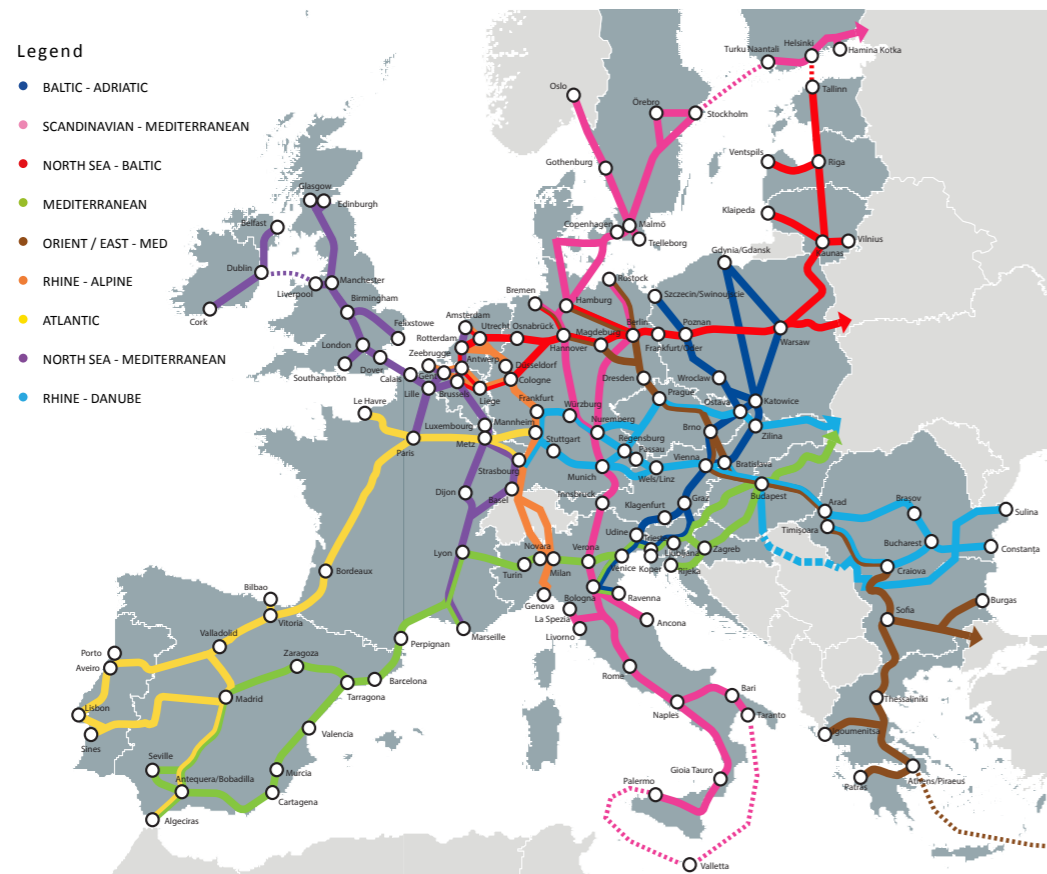 Legend
BALTIC - ADRIATIC
SCANDINAVIAN - MEDITERRANEAN
NORTH SEA - BALTIC
MEDITERRANEAN
ORIENT / EAST - MED
RHINE - ALPINE
ATLANTIC
NORTH SEA - MEDITERRANEAN
RHINE - DANUBE
Helsinki
Turku Naantali
Hamina Kotka
Oslo
Tallinn
Örebro
Stockholm
Ventspils
Riga
Gothenburg
Glasgow
Edinburgh
Klaipeda
Belfast
Copenhagen
Malmö
Trelleborg
Vilnius
Kaunas
Gdynia/Gdansk
Dublin
Liverpool
Manchester
Rostock
Bremen
Szczecin/Swinoujscie
Birmingham
Hamburg
Cork
Amsterdam
Felixstowe
Utrecht
Osnabrück
Magdeburg
Berlin
Poznan
Rotterdam
London
Hannover
Frankfurt/Oder
Warsaw
Zeebrugge
Antwerp
Dover
Düsseldorf
Southampton
Calais
Gent
Cologne
Dresden
Wroclaw
Lille
Brussels
Liège
Le Havre
Frankfurt
Prague
Ostava
Katowice
Würzburg
Luxembourg
Mannheim
Nuremberg
Brno
Zilina
Paris
Metz
Stuttgart
Regensburg
Passau
Strasbourg
Munich
Wels/Linz
Vienna
Bratislava
Dijon
Basel
Innsbruck
Budapest
Klagenfurt
Graz
Arad
Brașov
Sulina
Udine
Timișoara
Lyon
Novara
Verona
Trieste
Ljubljana
Zagreb
Bucharest
Constanța
Turin
Milan
Venice
Koper
Rijeka
Craiova
Bilbao
Bordeaux
Genova
Bologna
Ravenna
Burgas
Vitoria
La Spezia
Sofia
Valladolid
Marseille
Livorno
Ancona
Porto
Perpignan
Aveiro
Zaragoza
Rome
Barcelona
Bari
Madrid
Tarragona
Thessaloniki
Lisbon
Naples
Taranto
Sines
Valencia
Igoumenitsa
Seville
Murcia
Gioia Tauro
Antequera/Bobadilla
Palermo
Patras
Athens/Piraeus
Cartagena
Algeciras
Valletta